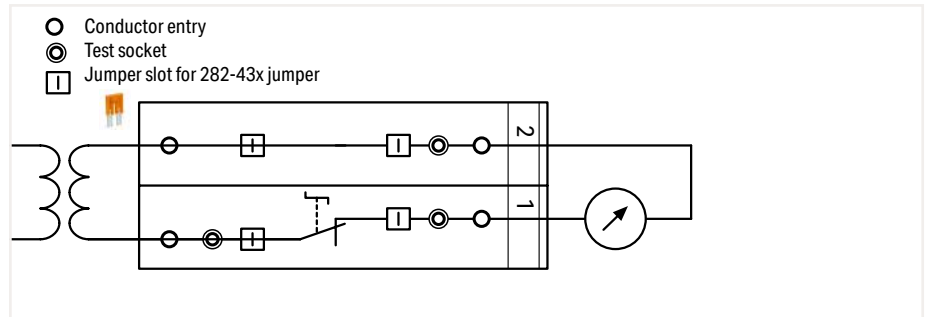 Conductor entry
Test socket
Jumper slot for 282-43x jumper
2
1